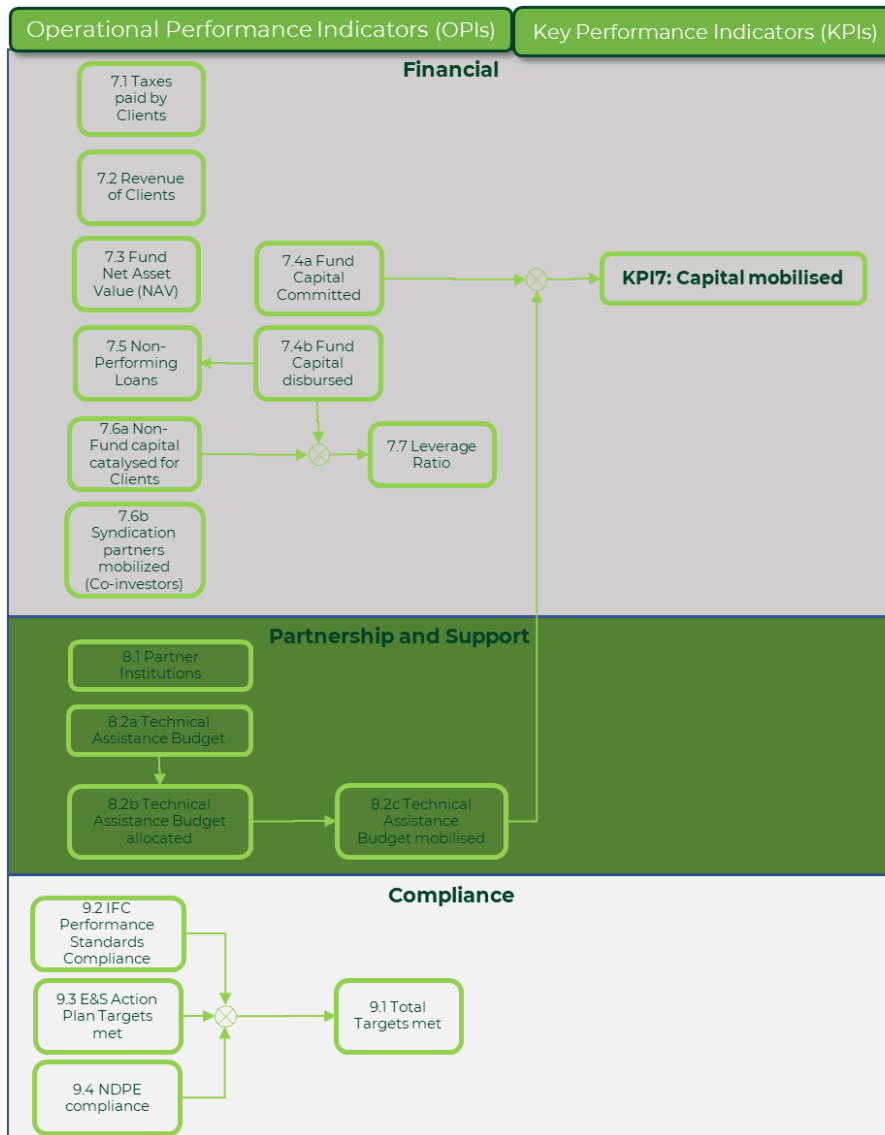 Operational Performance Indicators (OPIs)
Key Performance Indicators (KPIs)
Financial
7.1 Taxes
paid by
Clients
7.2 Revenue
of Clients
7.3 Fund
Net Asset
Value (NAV)
7.4a Fund
Capital
Committed
KPI7: Capital mobilised
7.5 Non-
Performing
Loans
7.4b Fund
Capital
disbursed
7.6a Non-
Fund capital
catalysed for
Clients
7.7 Leverage
Ratio
7.6b
Syndication
partners
mobilized
(Co-investors)
Partnership and Support
8.1 Partner
Institutions
8.2a Technical
Assistance Budget
8.2b Technical
Assistance Budget
allocated
8.2c Technical
Assistance
Budget mobilised
Compliance
9.2 IFC
Performance
Standards
Compliance
9.3 E&S Action
Plan Targets
met
9.1 Total
Targets met
9.4 NDPE
compliance